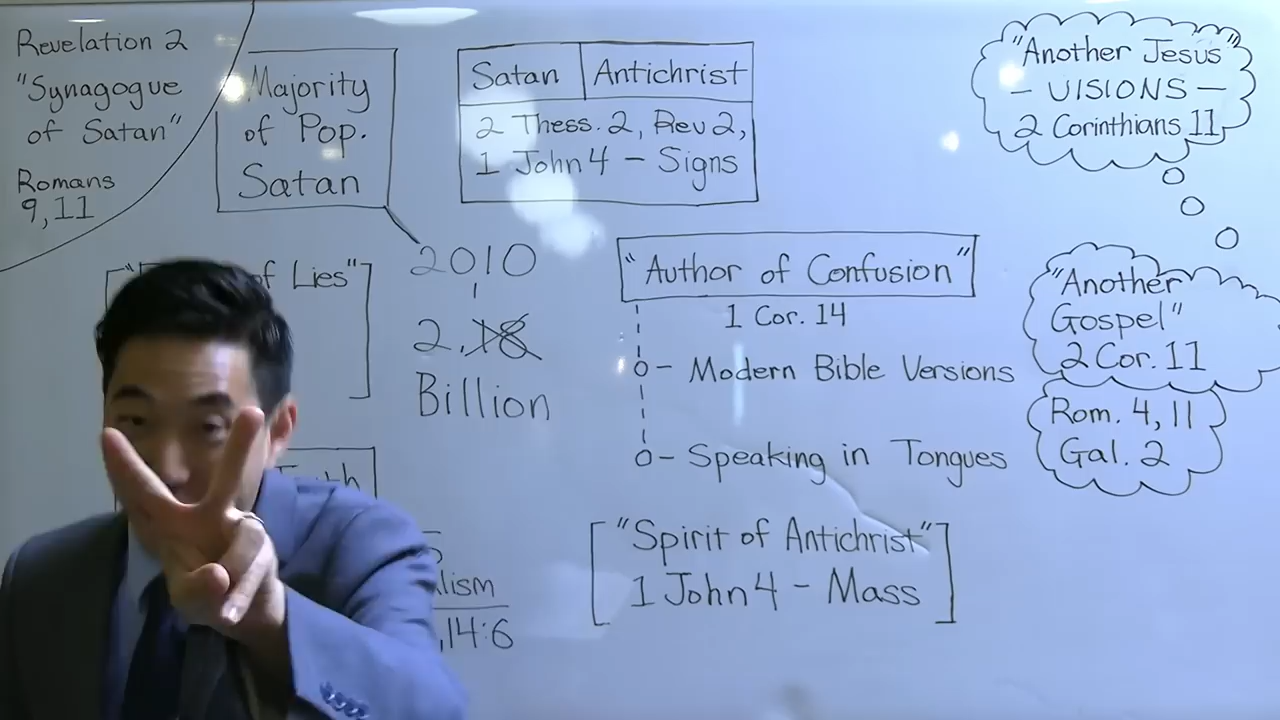 Revelation 2
"Synagogue
of Satan"
Romans
9,11
Majority
of Pop.
Satan
Satan Antichrist
2 Thess. 2, Rev 2,
1 John 4 - Signs
"Another Jesus"
- VISIONS -
2 Corinthians 11
of Lies"
2010
2.18
Billion
"Author of Confusion"
1 Cor. 14
- Modern Bible Versions
- Speaking in Tongues
"Another
Gospel"
2 Cor. 11
Rom. 4, 11
Gal. 2
"Spirit of Antichrist"
1 John 4 - Mass
,14:6